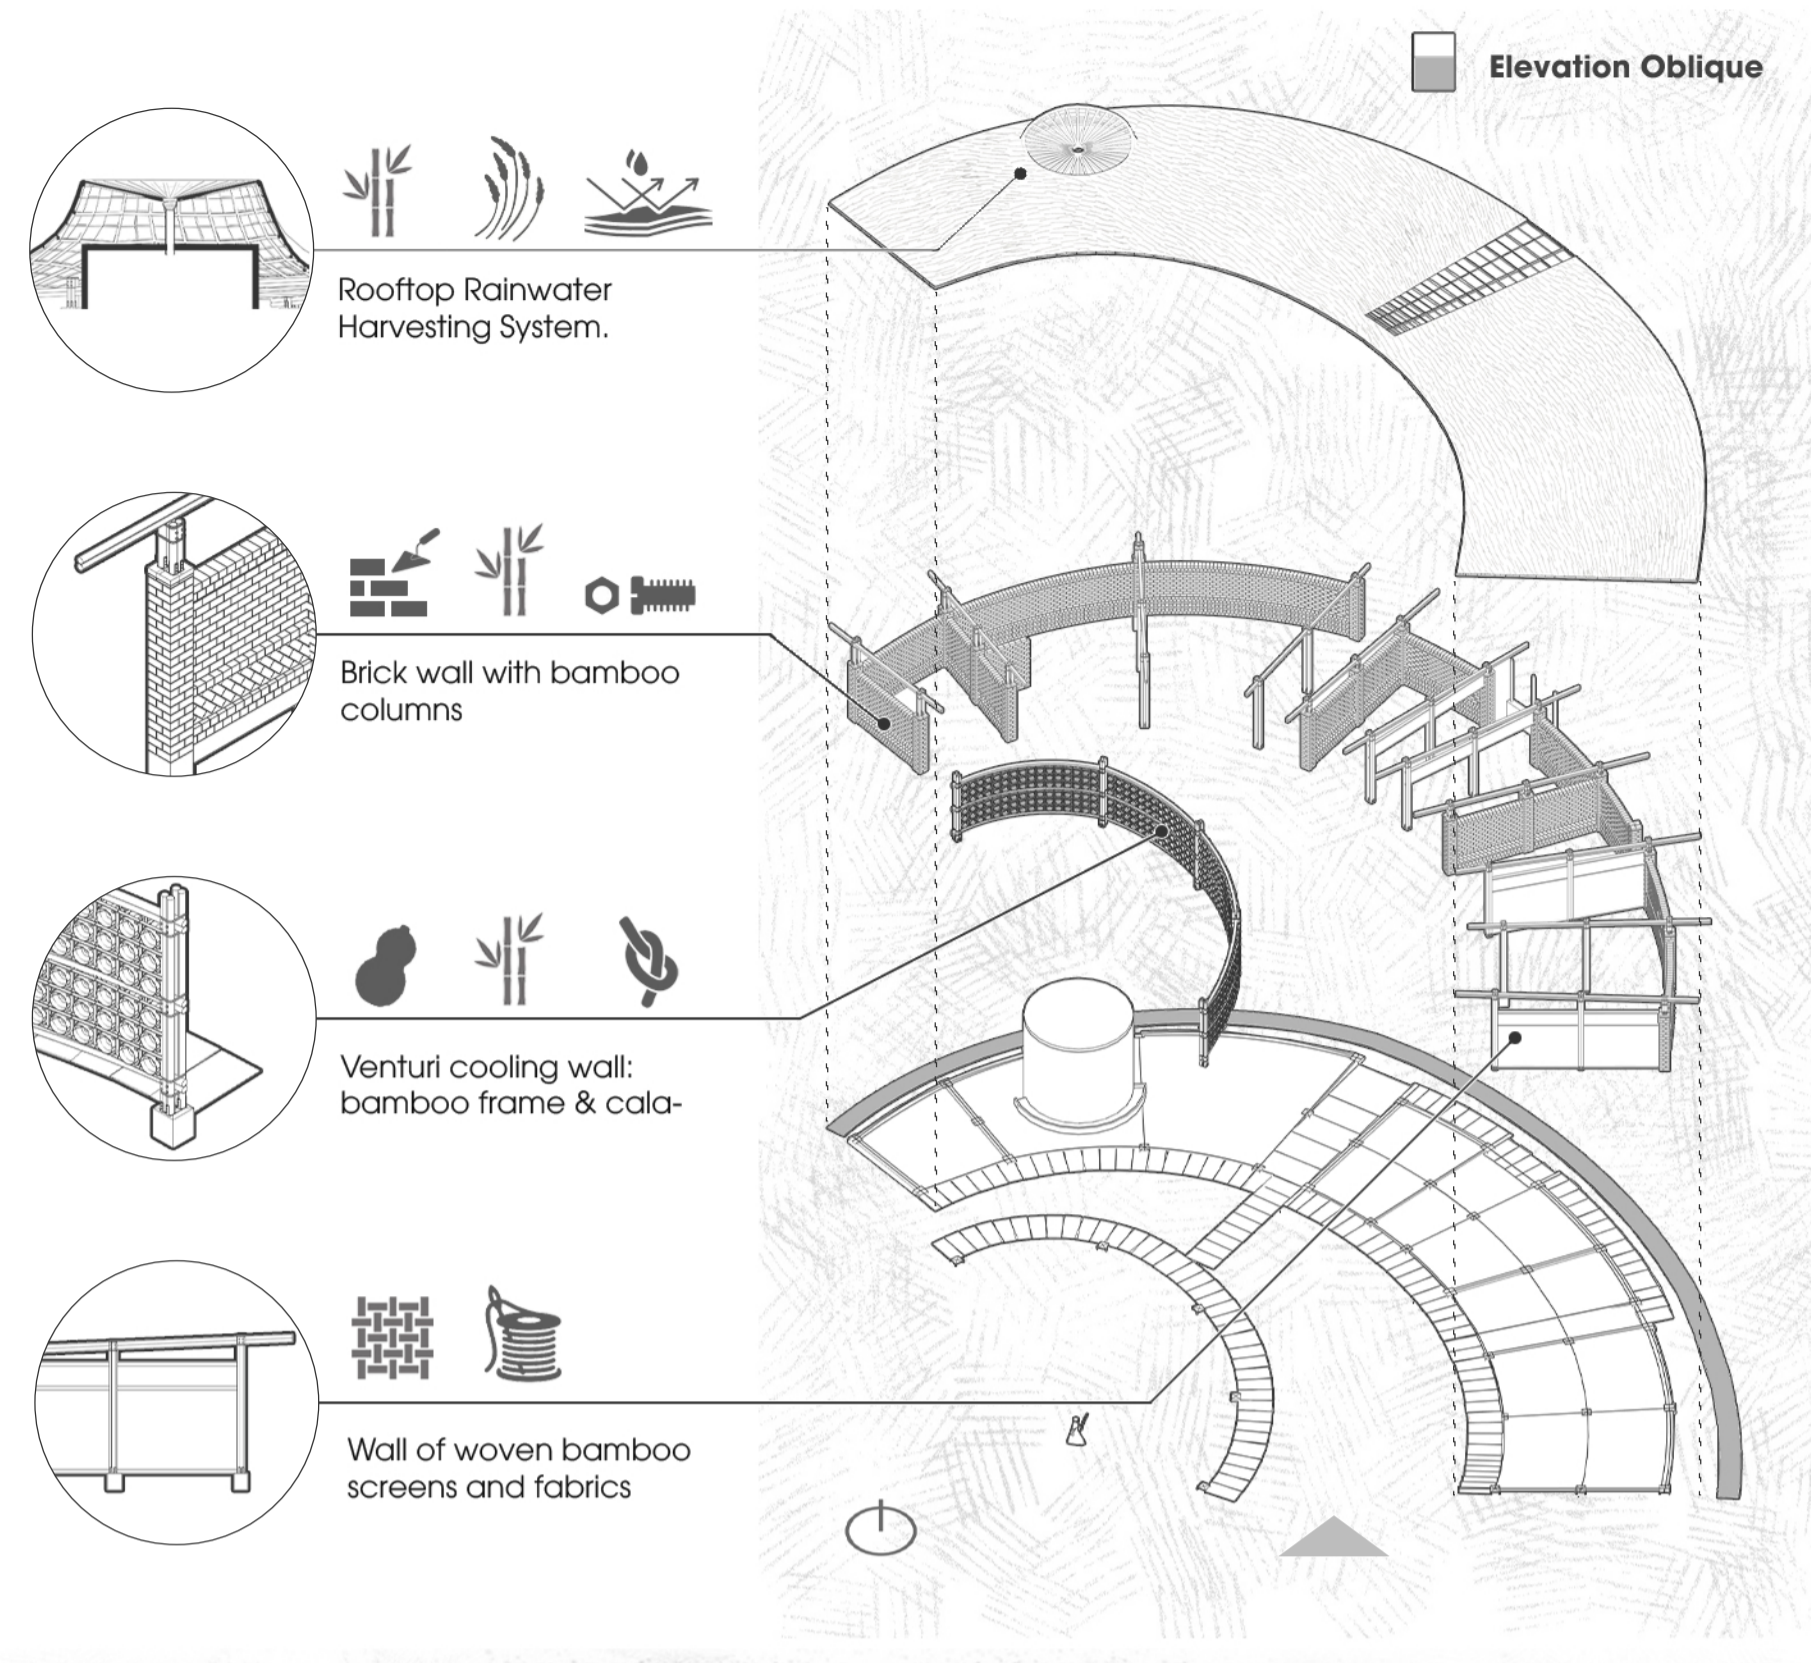 Elevation Oblique
Rooftop Rainwater
Harvesting System.
Brick wall with bamboo
columns
Venturi cooling wall:
bamboo frame & cala-
Wall of woven bamboo
screens and fabrics